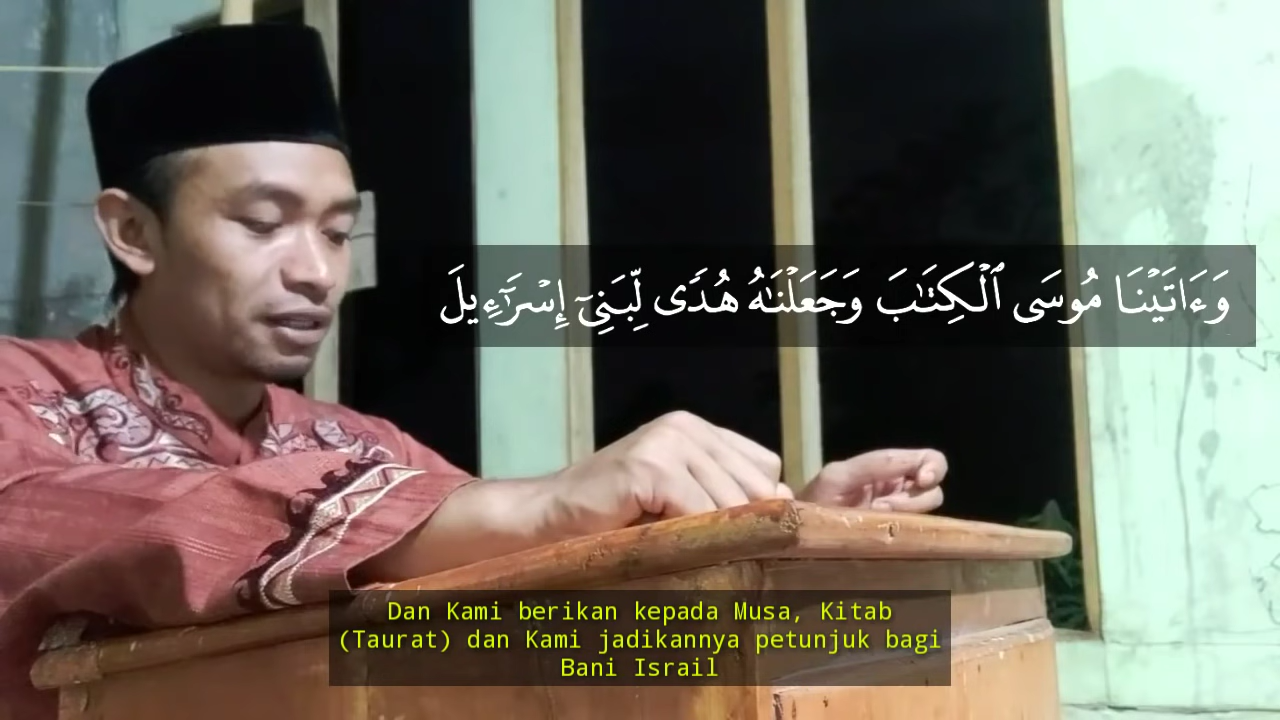 وَءَاتَيْنَا مُوسَى ٱلْكِتَٰبَ وَجَعَلْنَٰهُ هُدًى لِّبَنِىٓ إِسْرَٰٓءِيلَ
Dan Kami berikan kepada Musa, Kitab
(Taurat) dan Kami jadikannya petunjuk bagi
Bani Israil